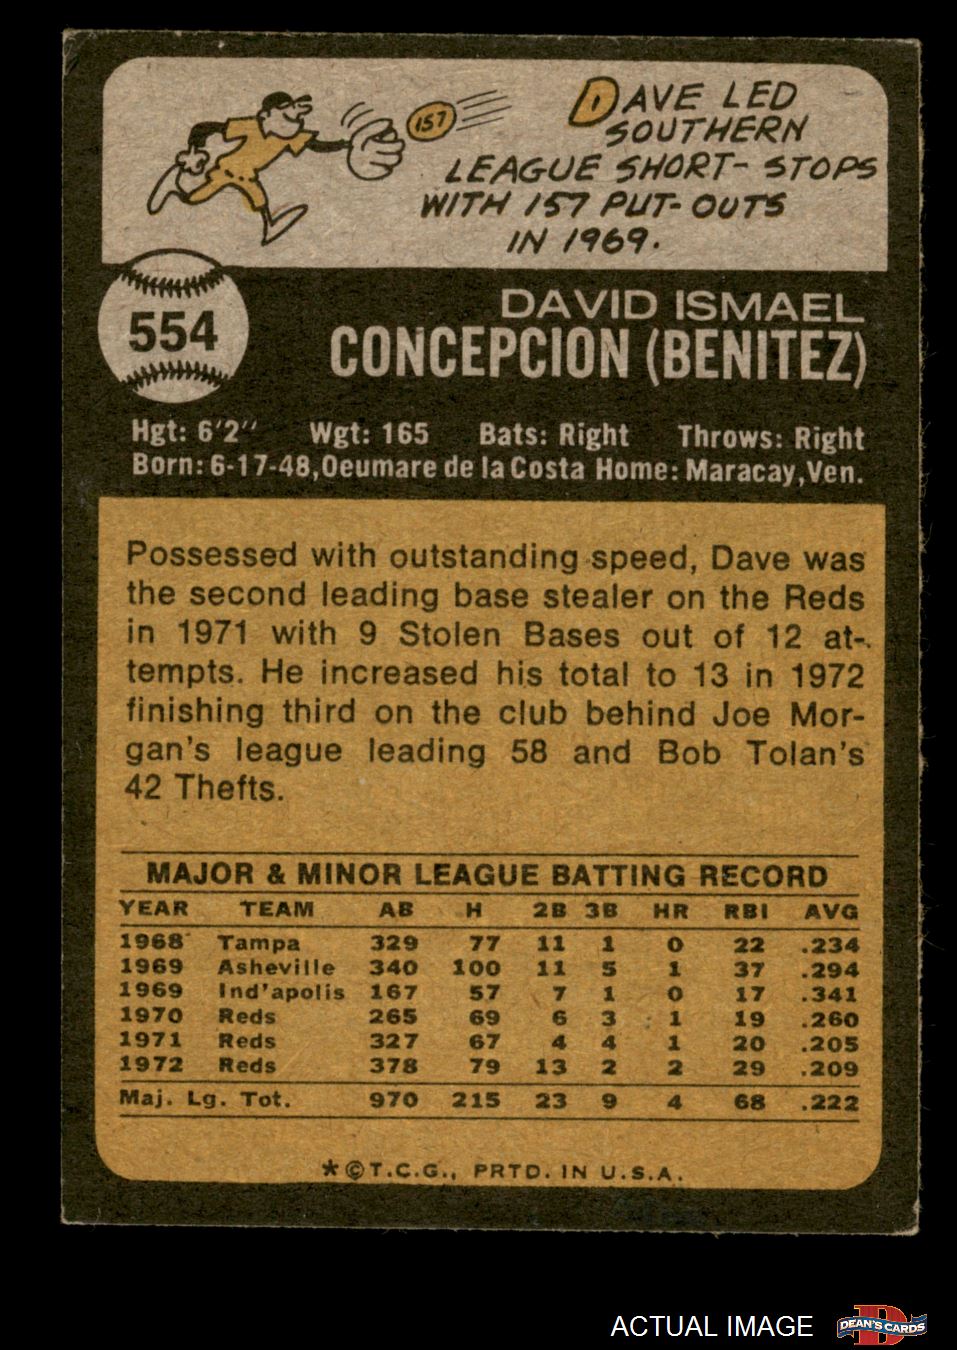 157
DAVE LED
SOUTHERN
LEAGUE SHORT- STOPS
WITH 157 PUT-OUTS
IN 1969.
554
DAVID ISMAEL
CONCEPCION (BENITEZ)
Hgt: 6'2" Wgt: 165 Bats: Right Throws: Right
Born: 6-17-48, Oeumare de la Costa Home: Maracay, Ven.
Possessed with outstanding speed, Dave was
the second leading base stealer on the Reds
in 1971 with 9 Stolen Bases out of 12 at-
tempts. He increased his total to 13 in 1972
finishing third on the club behind Joe Mor-
gan's league leading 58 and Bob Tolan's
42 Thefts.
MAJOR & MINOR LEAGUE BATTING RECORD
YEAR TEAM AB H 2B 3B HR RBI AVG
1968 Tampa 329 77 11 1 0 22 .234
1969 Asheville 340 100 11 5 1 37 .294
1969 Ind'apolis 167 57 7 1 0 17 .341
1970 Reds 265 69 6 3 1 19 .260
1971 Reds 327 67 4 4 1 20 .205
1972 Reds 378 79 13 2 2 29 .209
Maj. Lg. Tot. 970 215 23 9 4 68 .222
*©T.C.G., PRTD. IN U.S.A.
ACTUAL IMAGE DEAN'S CARDS